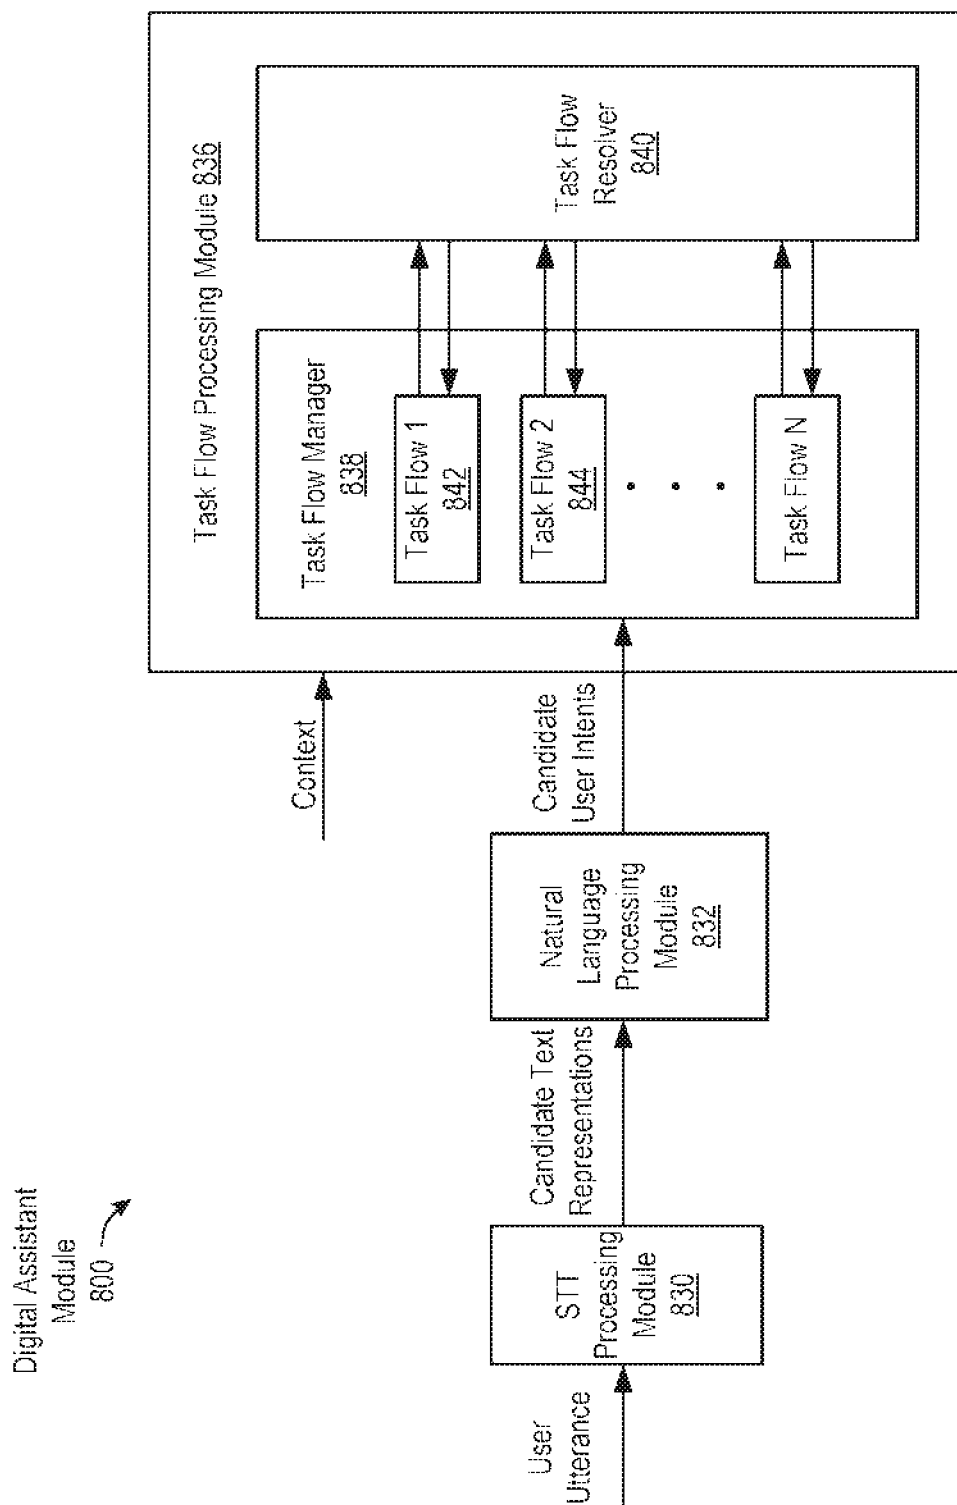 Digital Assistant
Module
800
User
Utterance
STT
Processing
Module
830
Candidate Text
Representations
Natural
Language
Processing
Module
832
Candidate
User Intents
Context
Task Flow Processing Module 836
Task Flow Manager
838
Task Flow 1
842
Task Flow 2
844
Task Flow N
Task Flow
Resolver
840